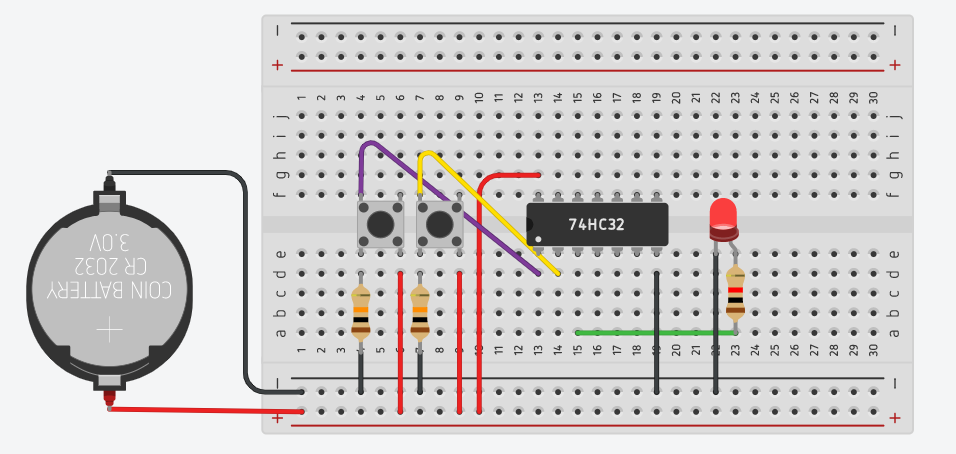 1 2 3 4 5 6 7 8 9 10 11 12 13 14 15 16 17 18 19 20 21 22 23 24 25 26 27 28 29 30
j j
i i
h h
g g
f f
74HC32
COIN BATTERY
CR 2032
3.0V
e e
d d
c c
b b
a a
1 2 3 4 5 6 7 8 9 10 11 12 13 14 15 16 17 18 19 20 21 22 23 24 25 26 27 28 29 30